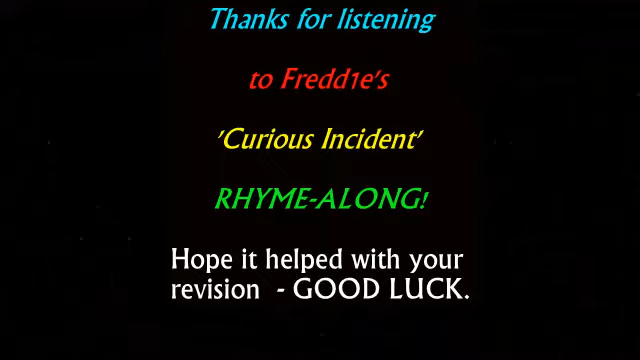 Thanks for listening
to Fredd1e's
'Curious Incident'
RHYME-ALONG!
Hope it helped with your
revision - GOOD LUCK.